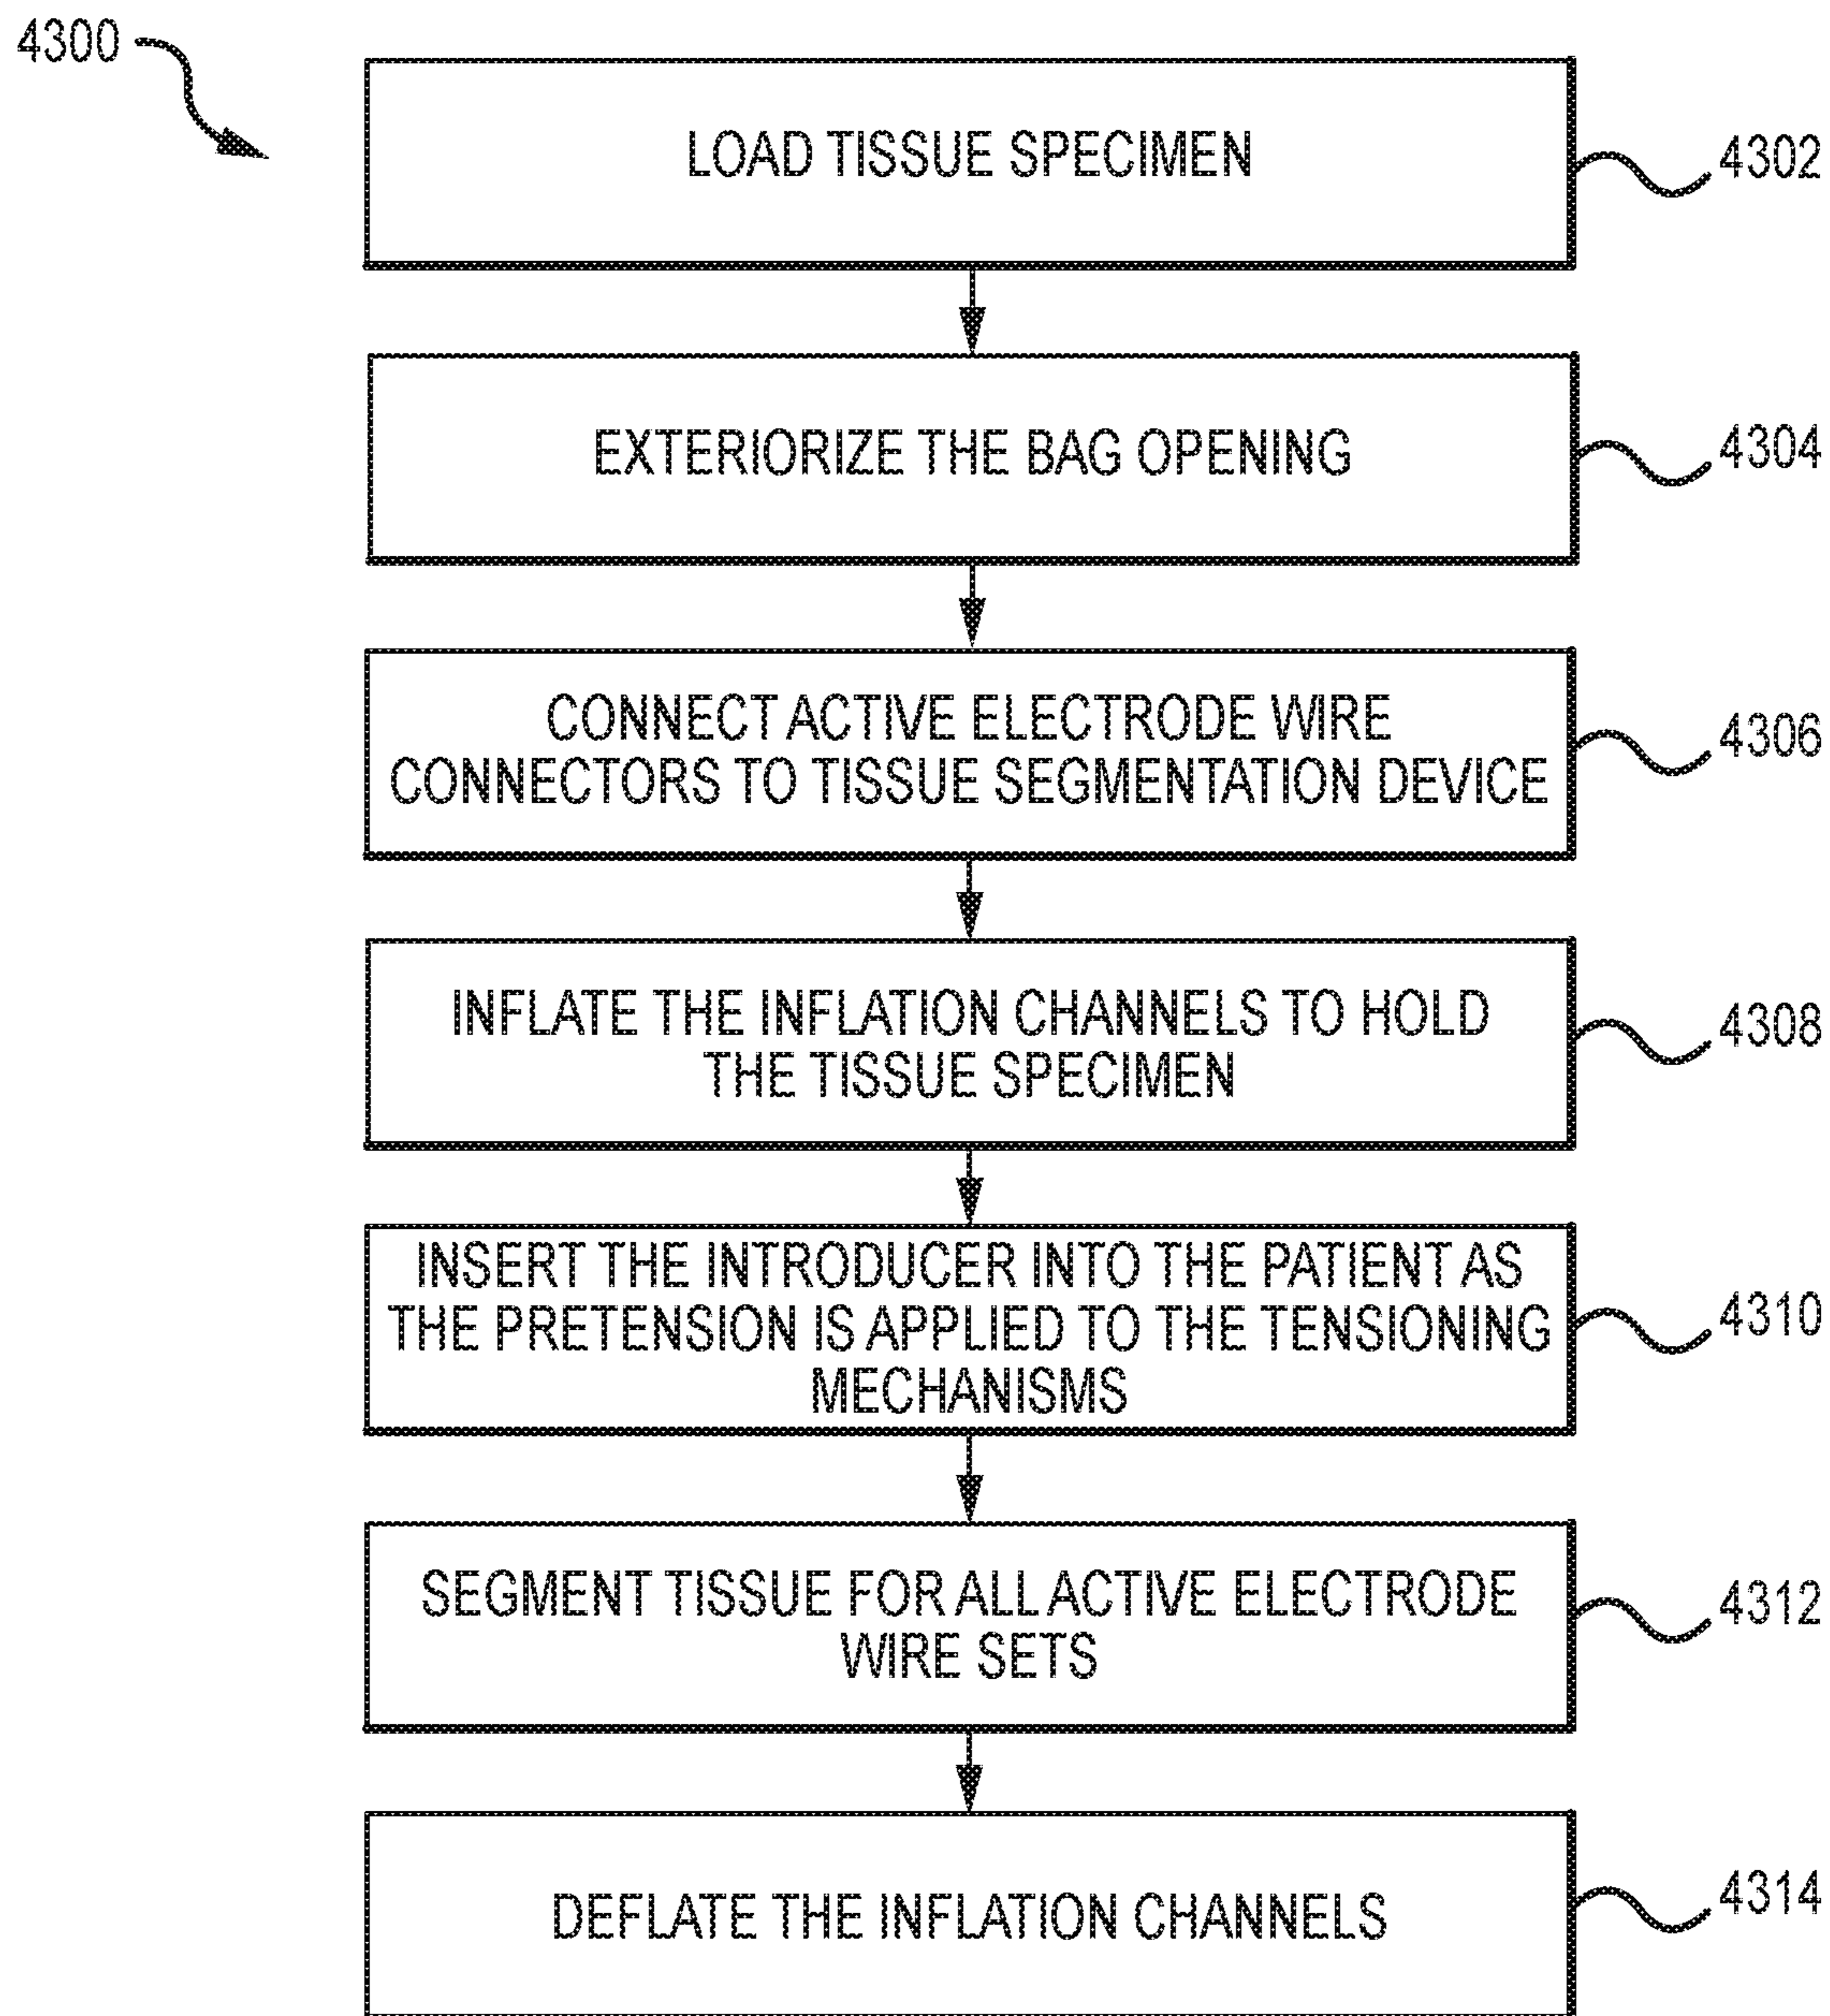 4300
LOAD TISSUE SPECIMEN
4302
EXTERIORIZE THE BAG OPENING
4304
CONNECT ACTIVE ELECTRODE WIRE
CONNECTORS TO TISSUE SEGMENTATION DEVICE
4306
INFLATE THE INFLATION CHANNELS TO HOLD
THE TISSUE SPECIMEN
4308
INSERT THE INTRODUCER INTO THE PATIENT AS
THE PRETENSION IS APPLIED TO THE TENSIONING
MECHANISMS
4310
SEGMENT TISSUE FOR ALL ACTIVE ELECTRODE
WIRE SETS
4312
DEFLATE THE INFLATION CHANNELS
4314